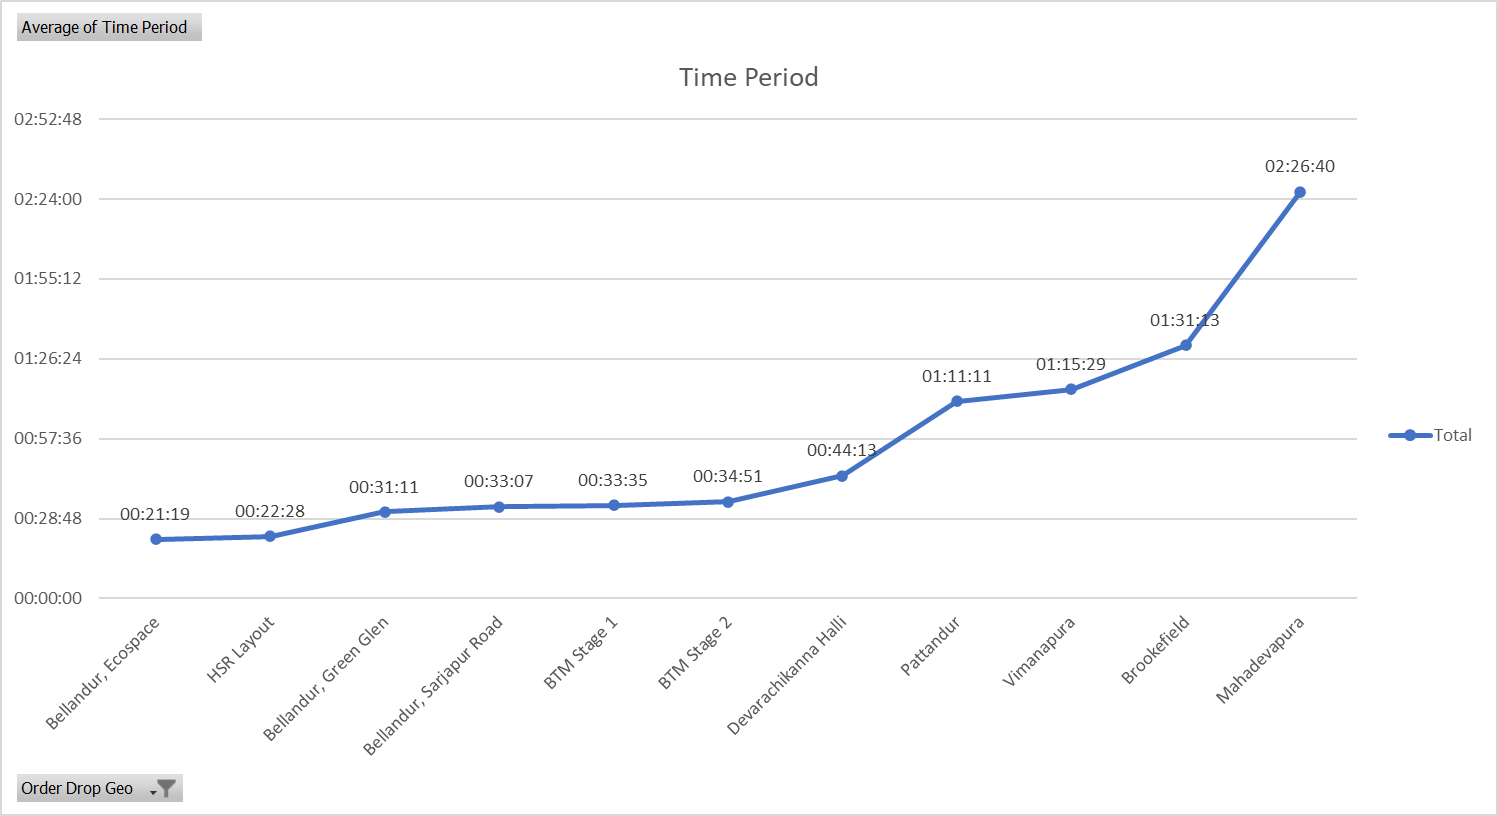 Average of Time Period
Time Period
02:52:48
02:24:00
01:55:12
01:26:24
00:57:36
00:28:48
00:00:00
00:21:19
00:22:28
00:31:11
00:33:07
00:33:35
00:34:51
00:44:13
01:11:11
01:15:29
01:31:13
02:26:40
Total
Bellandur, Ecospace
HSR Layout
Bellandur, Green Glen
Bellandur, Sarjapur Road
BTM Stage 1
BTM Stage 2
Devarachikanna Halli
Pattandur
Vimanapura
Brookefield
Mahadevapura
Order Drop Geo